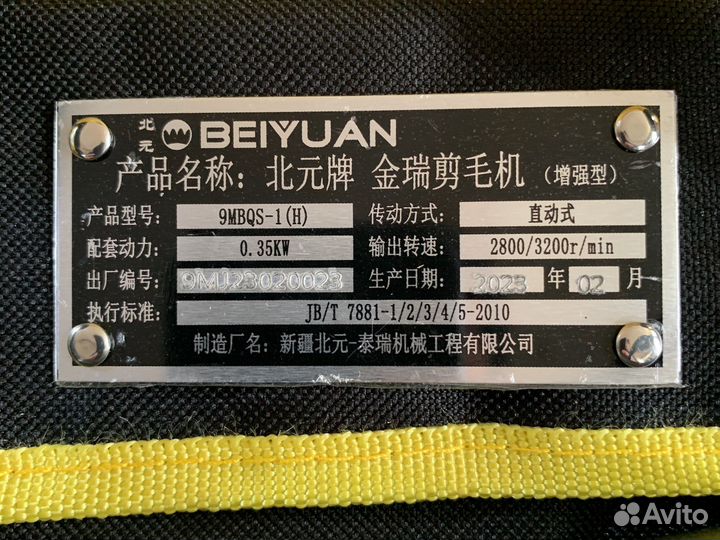 北元 BEIYUAN
产品名称：北元牌 金瑞剪毛机（增强型）
产品型号： 9MBQS-1(H) 传动方式： 直动式
配套动力： 0.35KW 输出转速： 2800/3200r/min
出厂编号： 9MJ23020023 生产日期： 2023 年 02 月
执行标准： JB/T 7881-1/2/3/4/5-2010
制造厂名：新疆北元-泰瑞机械工程有限公司
Avito